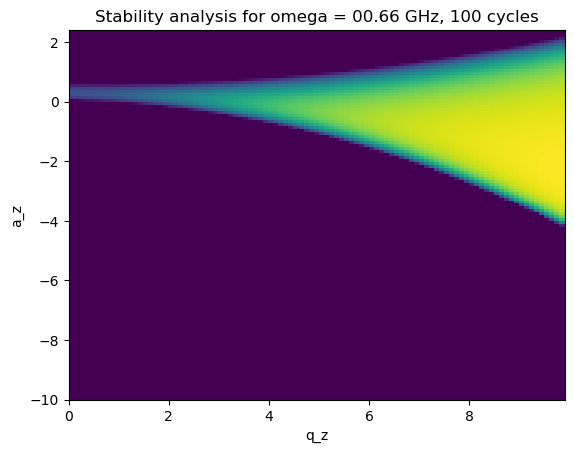 Stability analysis for omega = 00.66 GHz, 100 cycles
2
0
−2
−4
−6
−8
−10
a_z
0 2 4 6 8
q_z